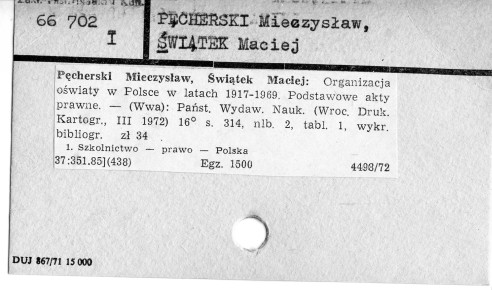 66 702
I
PĘCHERSKI Mieczysław,
ŚWIĄTEK Maciej
Pęcherski Mieczysław, Świątek Maciej: Organizacja
oświaty w Polsce w latach 1917-1969. Podstawowe akty
prawne. — (Wwa): Państ. Wydaw. Nauk. (Wroc. Druk.
Kartogr., III 1972) 16° s. 314, nlb. 2, tabl. 1, wykr.
bibliogr. zł 34
1. Szkolnictwo — prawo — Polska
37:351.85](438) Egz. 1500 4498/72
DUJ 867/71 15 000